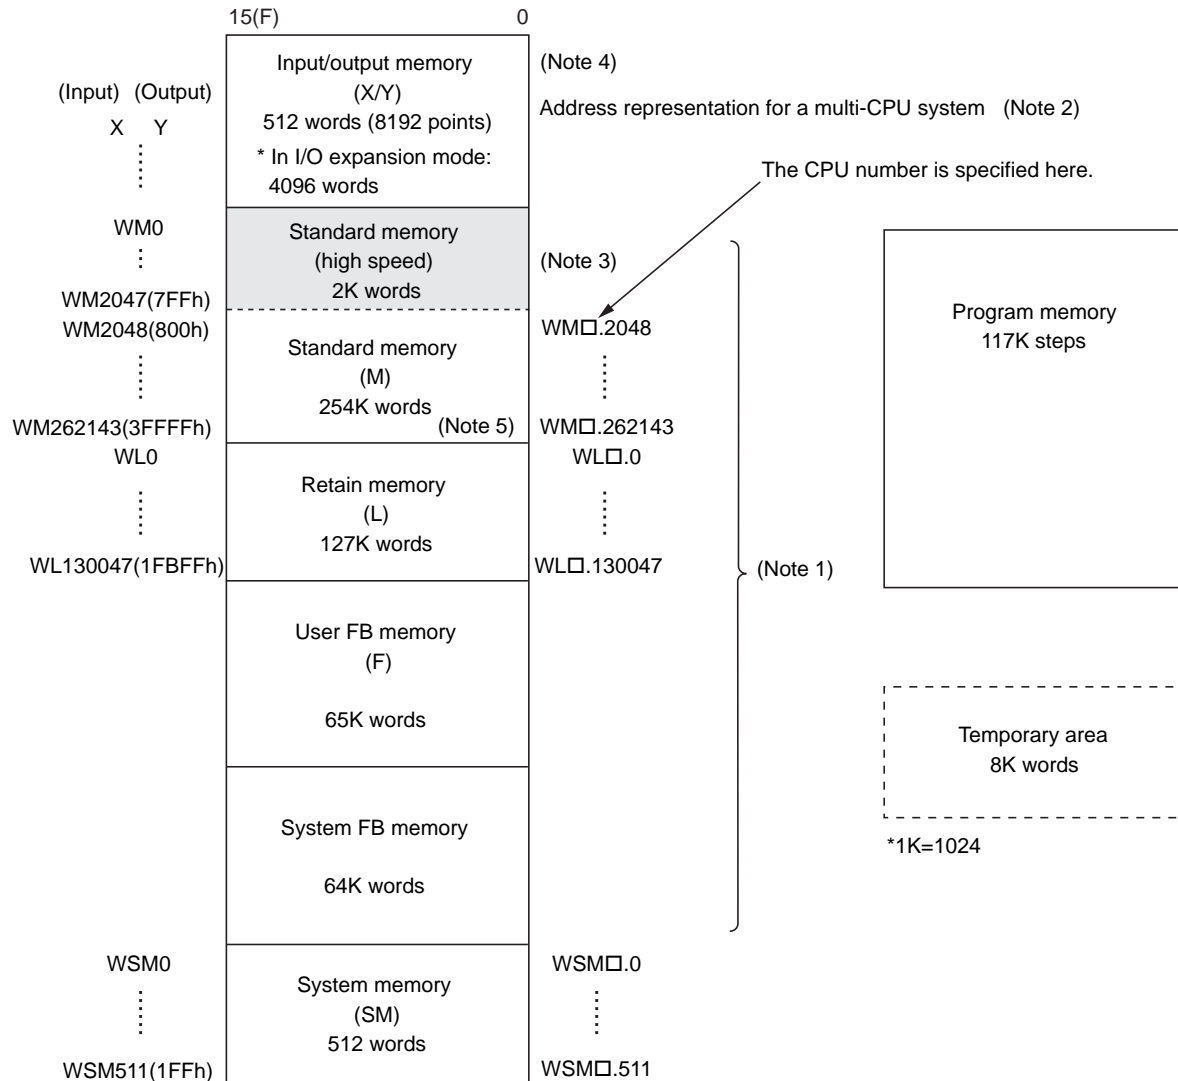 15(F) 0
Input/output memory
(X/Y)
512 words (8192 points)
* In I/O expansion mode:
4096 words
(Input) (Output)
X Y
(Note 4)
Address representation for a multi-CPU system (Note 2)
The CPU number is specified here.
WM0
WM2047(7FFh)
Standard memory
(high speed)
2K words
(Note 3)
WM2048(800h)
WM262143(3FFFFh)
Standard memory
(M)
254K words
(Note 5)
WM□.2048
WM□.262143
WL0
WL130047(1FBFFh)
Retain memory
(L)
127K words
WL□.0
WL□.130047
(Note 1)
User FB memory
(F)
65K words
System FB memory
64K words
WSM0
WSM511(1FFh)
System memory
(SM)
512 words
WSM□.0
WSM□.511
Program memory
117K steps
Temporary area
8K words
*1K=1024